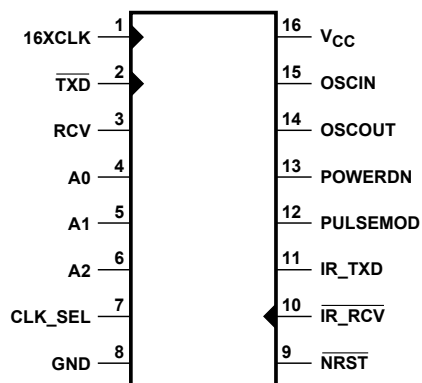 16XCLK 1 16 VCC
TXD 2 15 OSCIN
RCV 3 14 OSCOUT
A0 4 13 POWERDN
A1 5 12 PULSEMOD
A2 6 11 IR_TXD
CLK_SEL 7 10 IR_RCV
GND 8 9 NRST